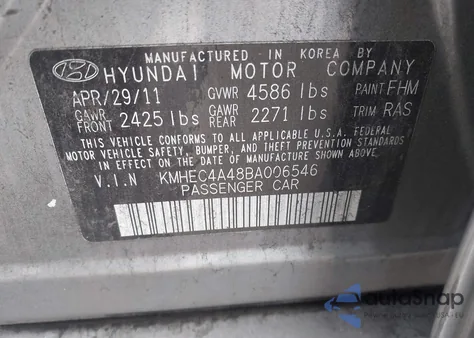 MANUFACTURED IN KOREA BY
HYUNDAI MOTOR COMPANY
APR/29/11 GVWR 4586 lbs PAINT FHM
GAWR FRONT 2425 lbs GAWR REAR 2271 lbs TRIM RAS
THIS VEHICLE CONFORMS TO ALL APPLICABLE U.S.A. FEDERAL
MOTOR VEHICLE SAFETY, BUMPER, AND THEFT PREVENTION STANDARDS
IN EFFECT ON THE DATE OF MANUFACTURE SHOWN ABOVE.
V.I.N KMHEC4A48BA006546
PASSENGER CAR
autoSnap